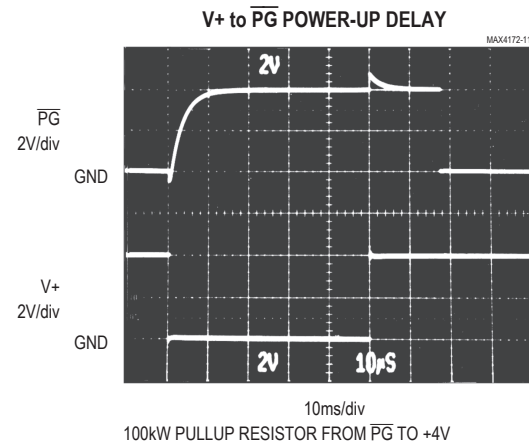 V+ to PG POWER-UP DELAY
MAX4172-11
2V
PG
2V/div
GND
V+
2V/div
GND
2V 10µS
10ms/div
100kW PULLUP RESISTOR FROM PG TO +4V